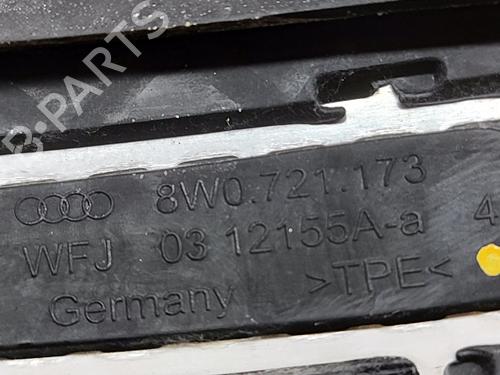 B-PARTS
8W0.721.173
WFJ 03 12155A-a 4
Germany >TPE<